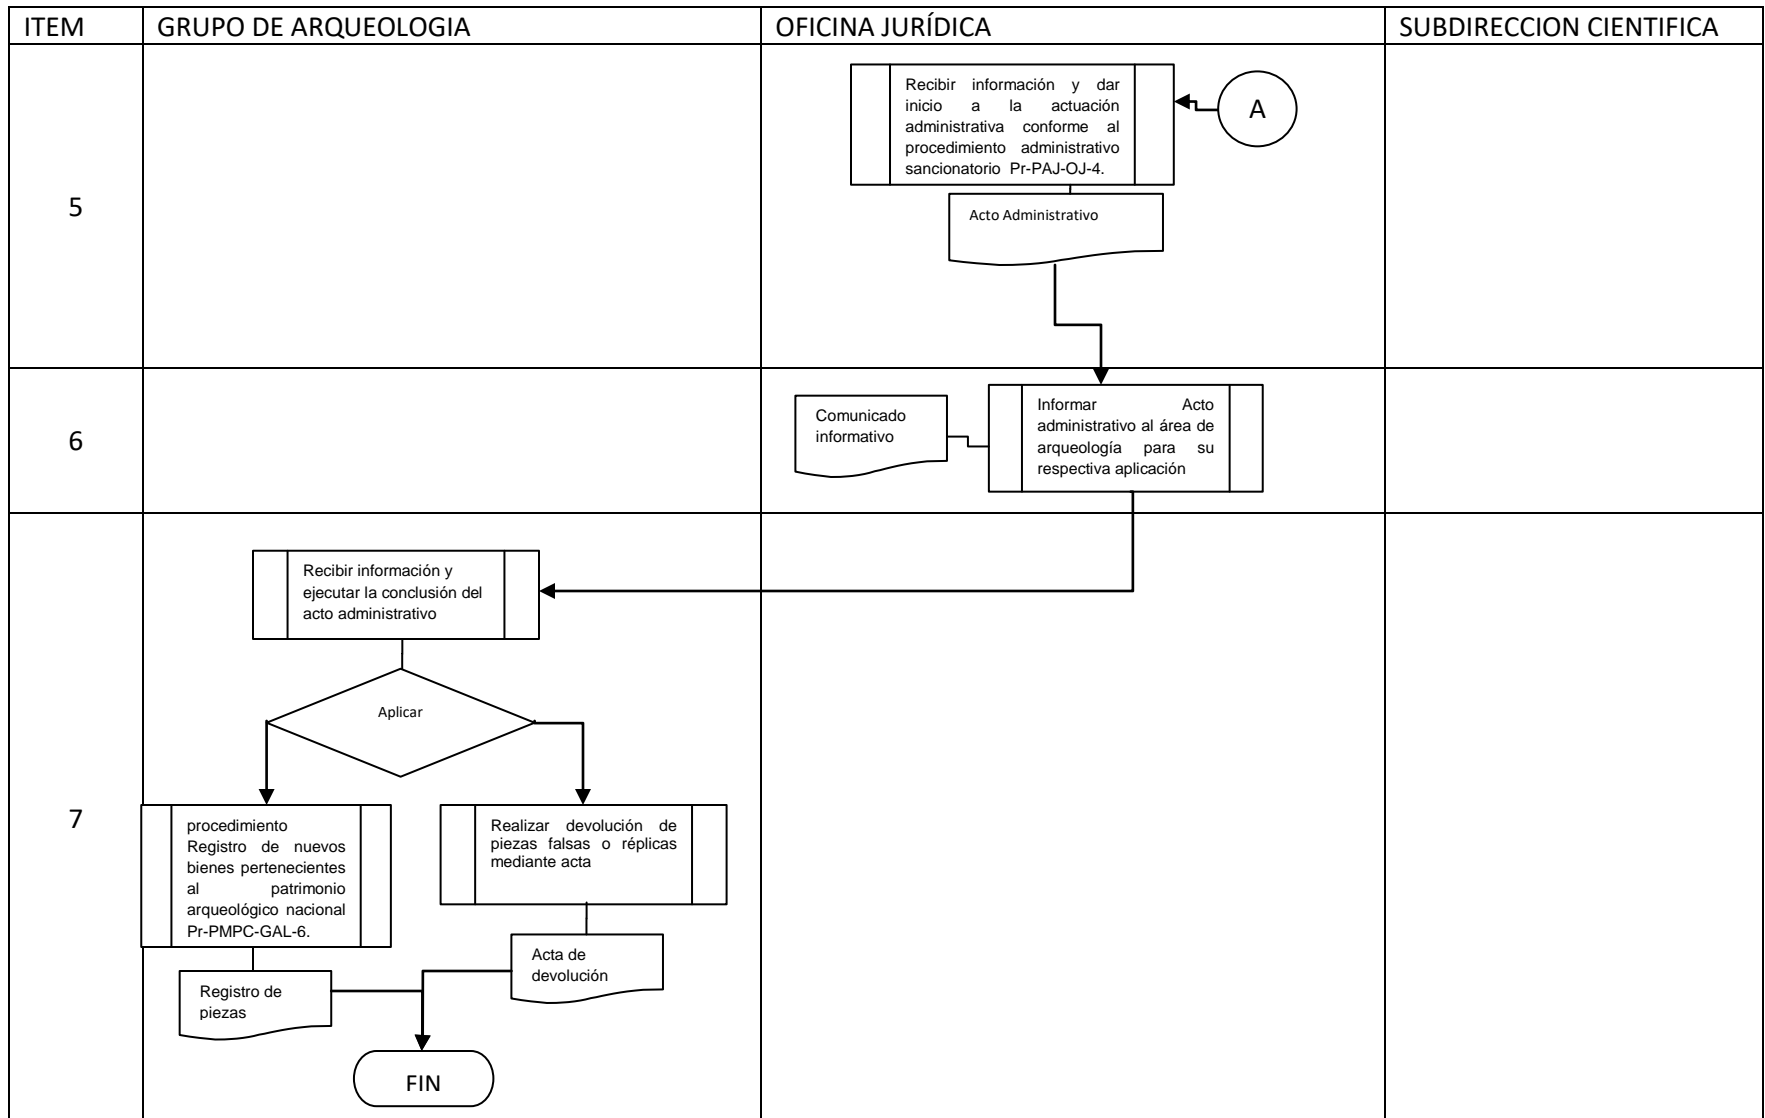 ITEM
GRUPO DE ARQUEOLOGIA
OFICINA JURÍDICA
SUBDIRECCION CIENTIFICA
5
Recibir información y dar
inicio a la actuación
administrativa conforme al
procedimiento administrativo
sancionatorio Pr-PAJ-OJ-4.
A
Acto Administrativo
6
Comunicado
informativo
Informar Acto
administrativo al área de
arqueología para su
respectiva aplicación
7
Recibir información y
ejecutar la conclusión del
acto administrativo
Aplicar
procedimiento
Registro de nuevos
bienes pertenecientes
al patrimonio
arqueológico nacional
Pr-PMPC-GAL-6.
Realizar devolución de
piezas falsas o réplicas
mediante acta
Registro de
piezas
Acta de
devolución
FIN